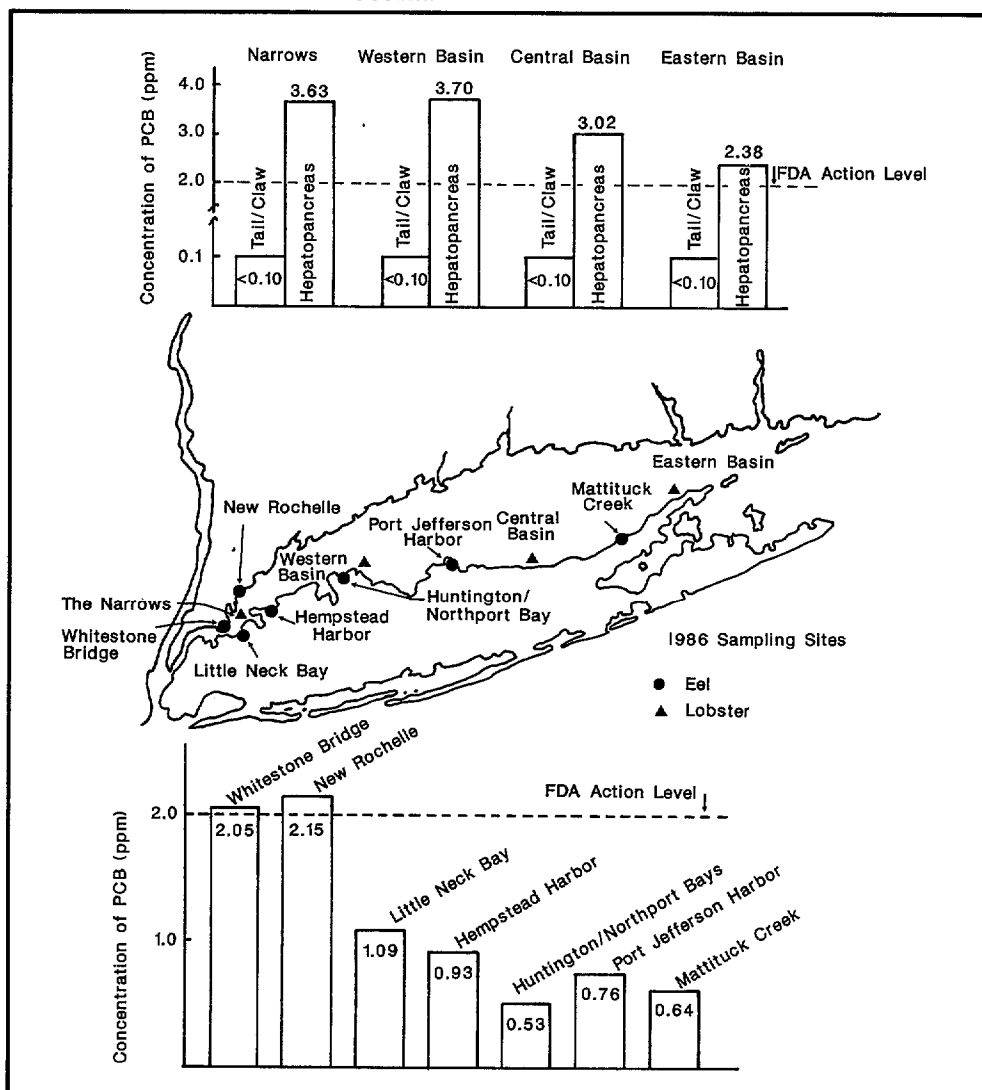 Narrows
Western Basin
Central Basin
Eastern Basin
Concentration of PCB (ppm)
4.0
3.0
2.0
0.1
3.63
3.70
3.02
2.38
FDA Action Level
Tail/Claw
Hepatopancreas
Tail/Claw
Hepatopancreas
Tail/Claw
Hepatopancreas
Tail/Claw
Hepatopancreas
<0.10
<0.10
<0.10
<0.10
Eastern Basin
Mattituck
Creek
New Rochelle
Port Jefferson
Harbor
Central
Basin
Western
Basin
Huntington/
Northport Bay
The Narrows
Hempstead
Harbor
Whitestone
Bridge
Little Neck Bay
1986 Sampling Sites
Eel
Lobster
Concentration of PCB (ppm)
2.0
1.0
FDA Action Level
Whitestone Bridge
New Rochelle
Little Neck Bay
Hempstead Harbor
Huntington/Northport Bays
Port Jefferson Harbor
Mattituck Creek
2.05
2.15
1.09
0.93
0.53
0.76
0.64